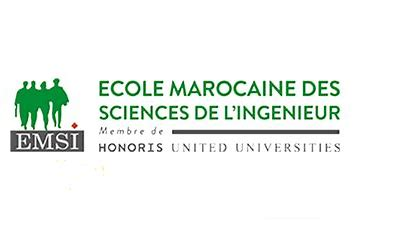 ECOLE MAROCAINE DES
SCIENCES DE L'INGENIEUR
Membre de
HONORIS UNITED UNIVERSITIES
EMSI